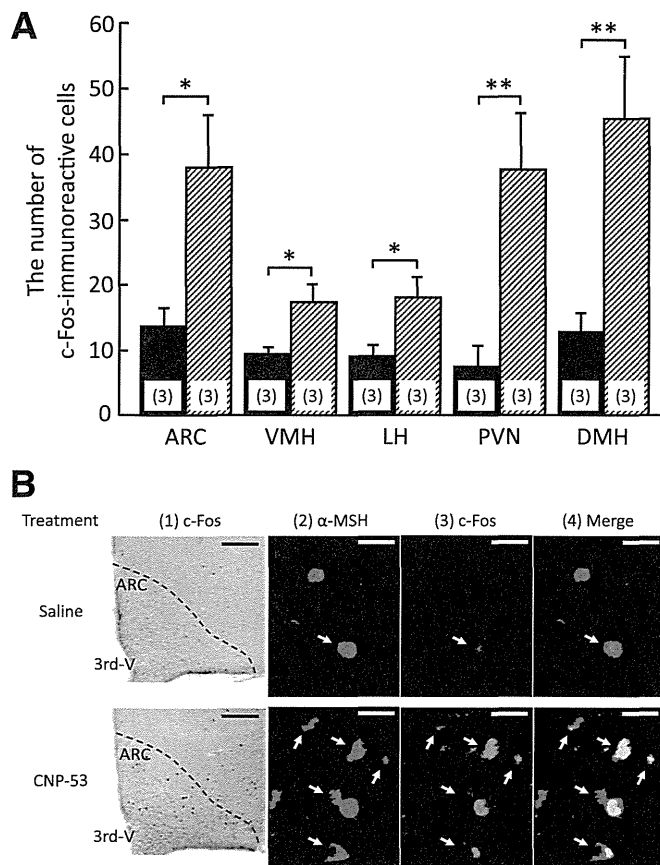 A
The number of
c-Fos-immunoreactive cells
60
50
40
30
20
10
0
* * * ** **
(3) (3) (3) (3) (3) (3) (3) (3) (3) (3)
ARC VMH LH PVN DMH
B
Treatment (1) c-Fos (2) α-MSH (3) c-Fos (4) Merge
ARC
Saline
3rd-V
ARC
CNP-53
3rd-V